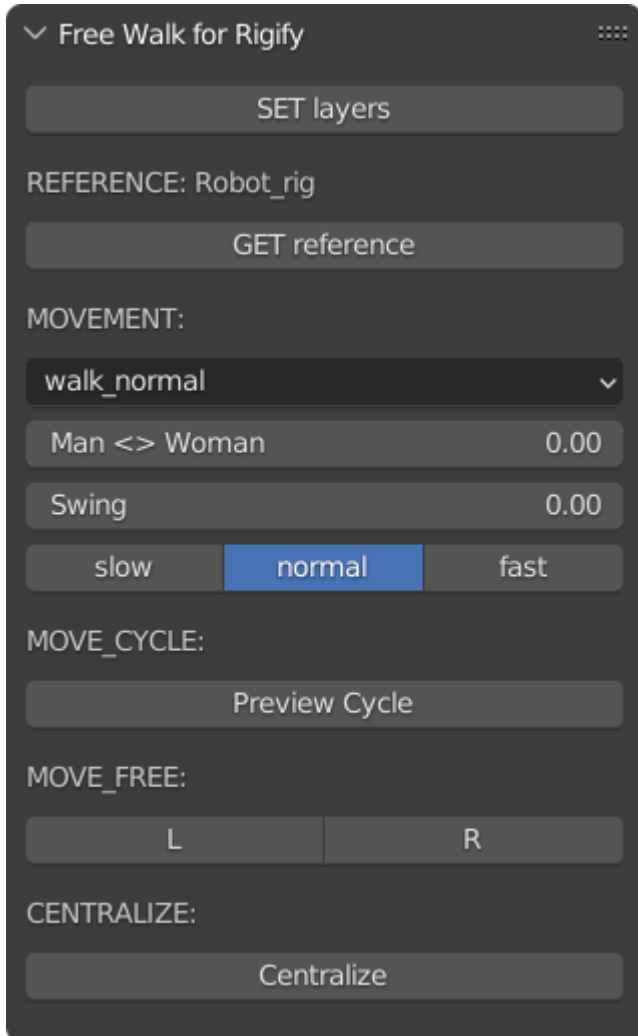 Free Walk for Rigify
SET layers
REFERENCE: Robot_rig
GET reference
MOVEMENT:
walk_normal
Man <> Woman 0.00
Swing 0.00
slow normal fast
MOVE_CYCLE:
Preview Cycle
MOVE_FREE:
L R
CENTRALIZE:
Centralize